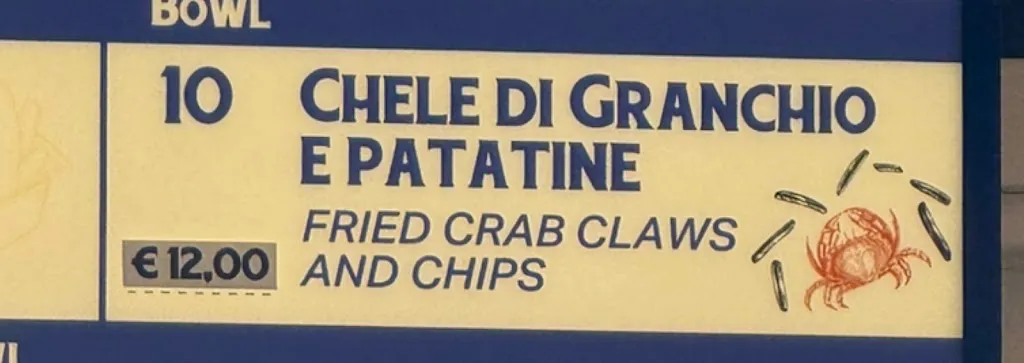 BOWL
10
CHELE DI GRANCHIO
E PATATINE
FRIED CRAB CLAWS
AND CHIPS
€ 12,00